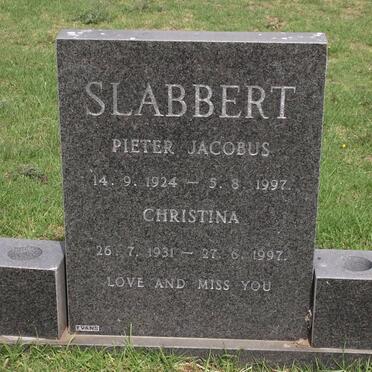 SLABBERT
PIETER JACOBUS
14. 9. 1924 — 5. 8. 1997.
CHRISTINA
26. 7. 1931 — 27. 6. 1997.
LOVE AND MISS YOU
EVANS